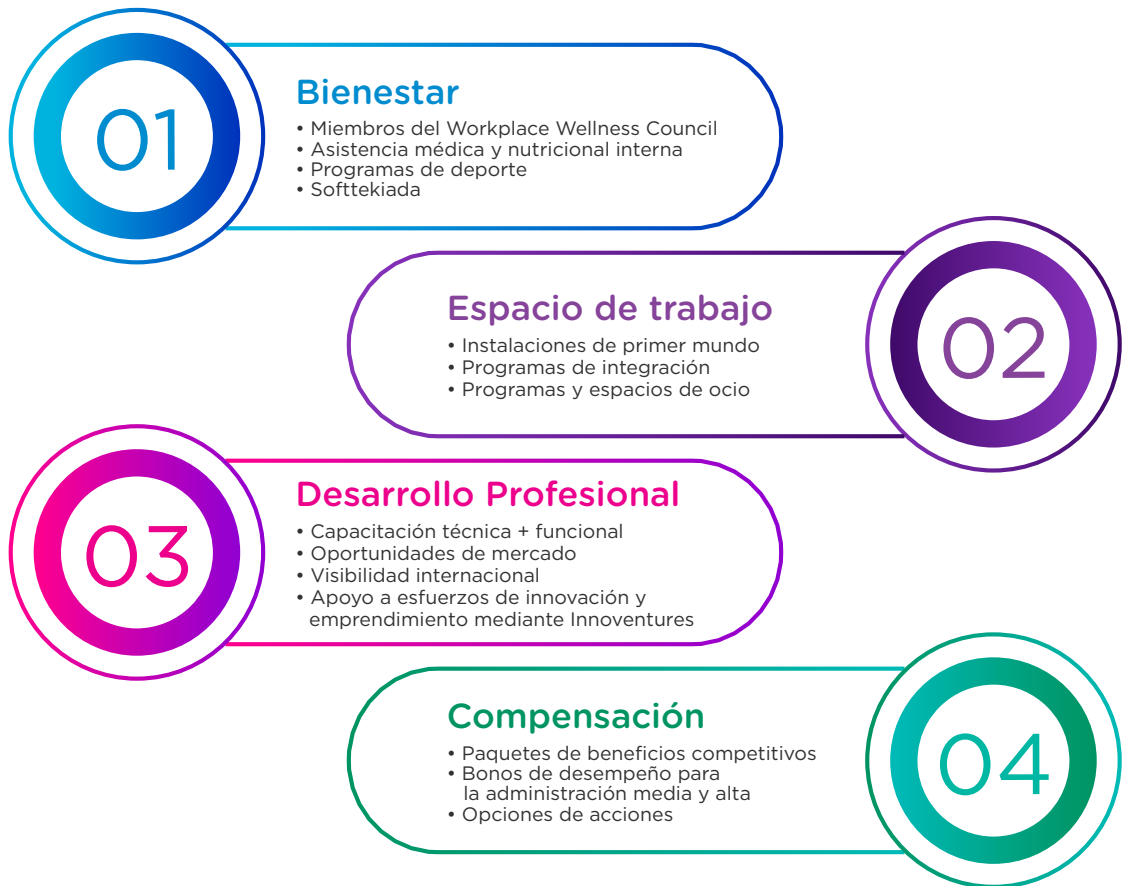 01
Bienestar
• Miembros del Workplace Wellness Council
• Asistencia médica y nutricional interna
• Programas de deporte
• Softtekiada
Espacio de trabajo
• Instalaciones de primer mundo
• Programas de integración
• Programas y espacios de ocio
02
03
Desarrollo Profesional
• Capacitación técnica + funcional
• Oportunidades de mercado
• Visibilidad internacional
• Apoyo a esfuerzos de innovación y
emprendimiento mediante Innoventures
Compensación
• Paquetes de beneficios competitivos
• Bonos de desempeño para
la administración media y alta
• Opciones de acciones
04